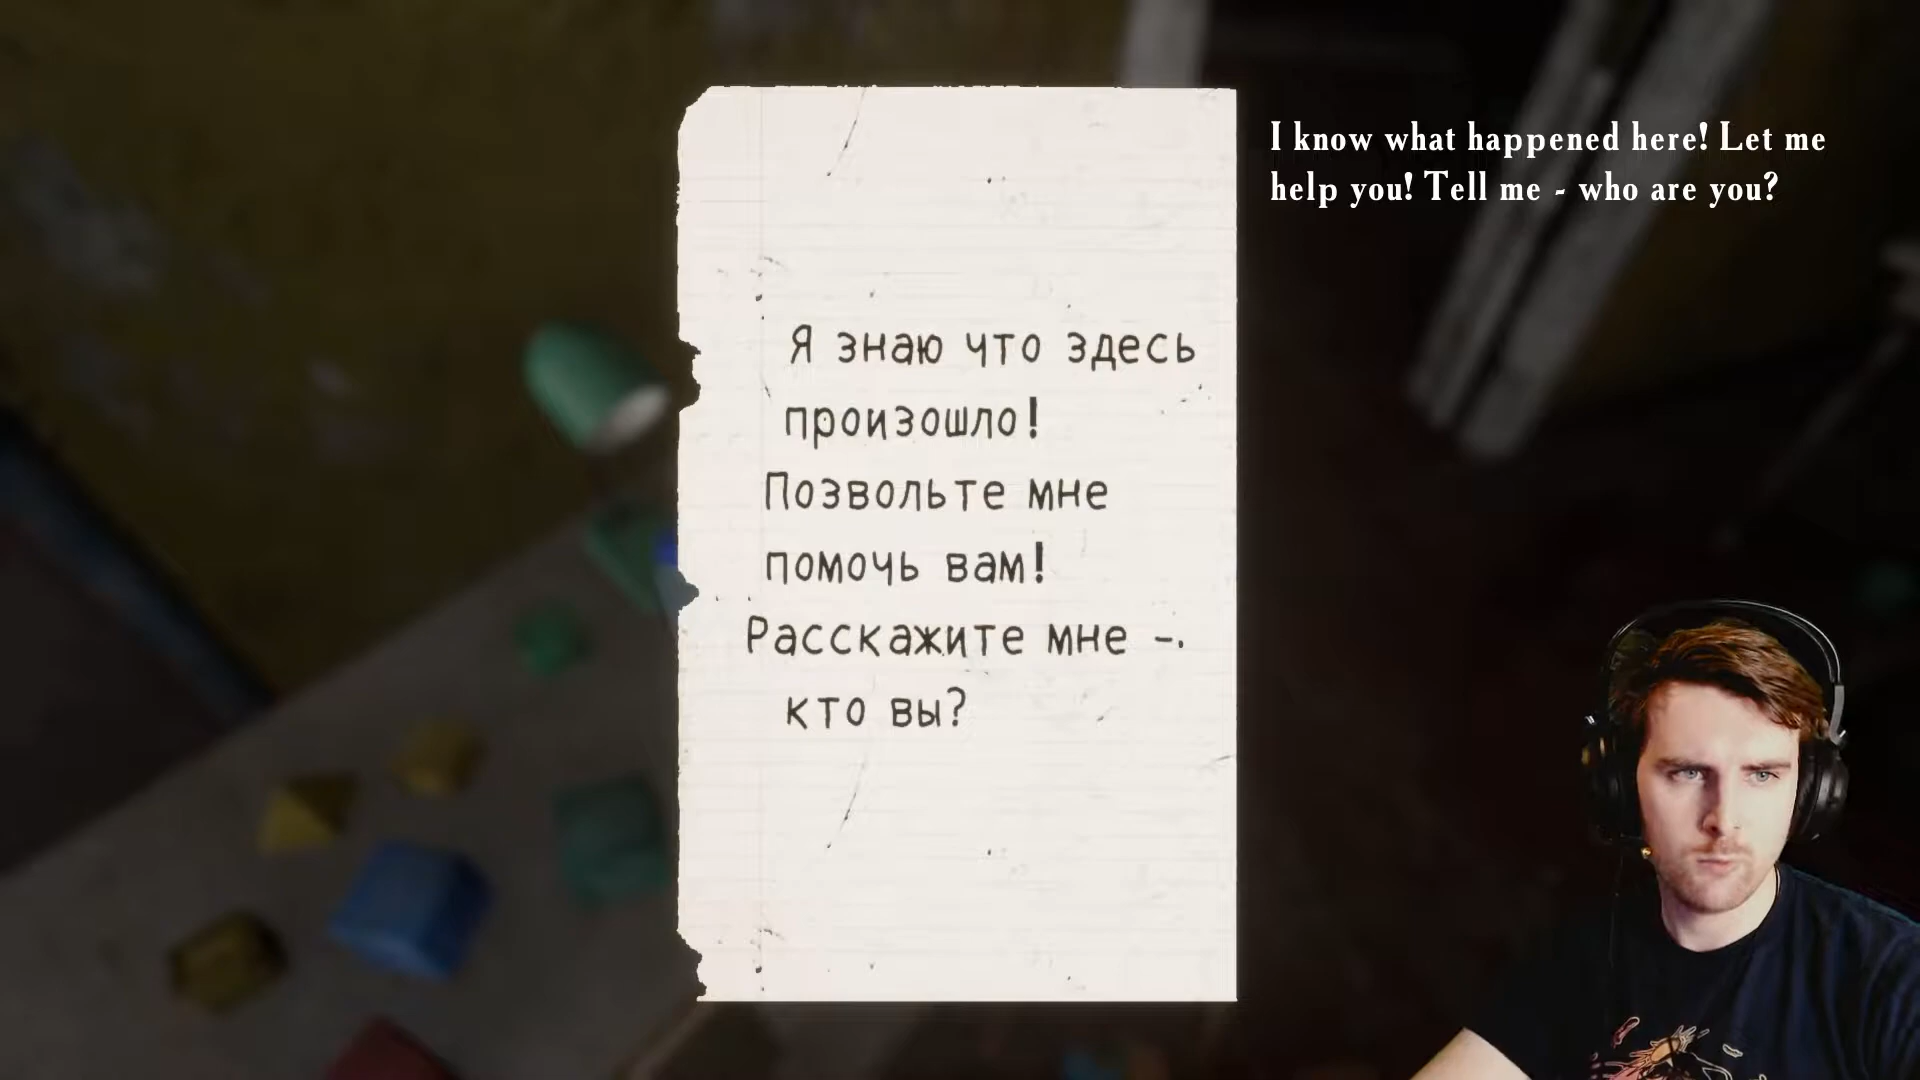 I know what happened here! Let me
help you! Tell me - who are you?
Я знаю что здесь
произошло!
Позвольте мне
помочь вам!
Расскажите мне -
кто вы?